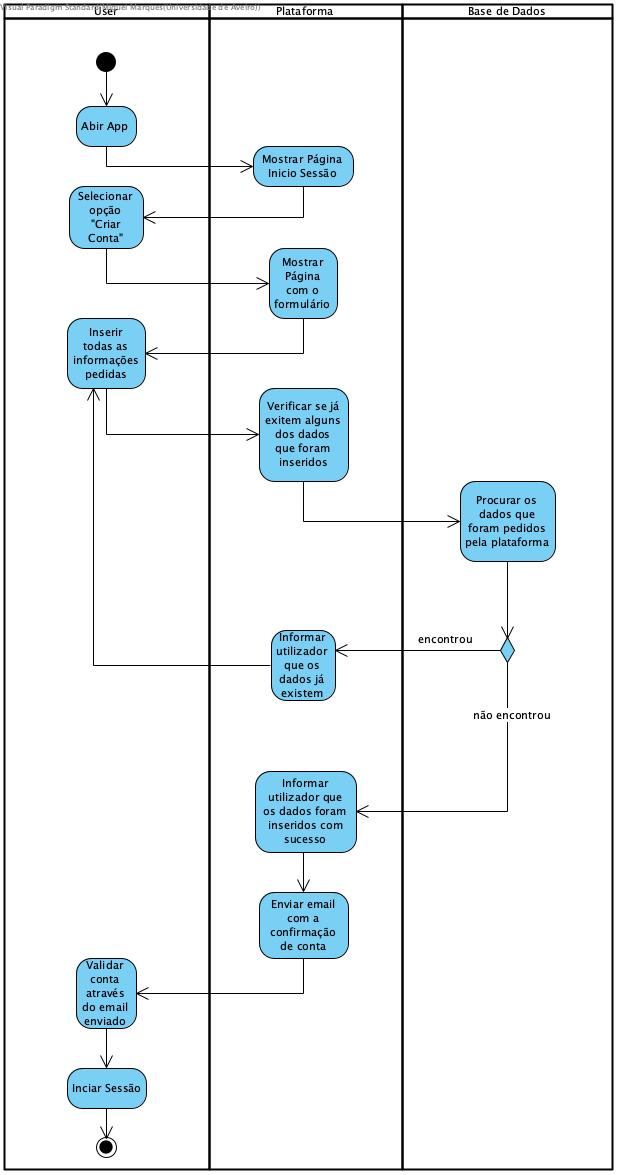 Visual Paradigm Standard(Miguel Marques(Universidade de Aveiro))
User
Plataforma
Base de Dados
Abir App
Mostrar Página
Inicio Sessão
Selecionar
opção
"Criar
Conta"
Mostrar
Página
com o
formulário
Inserir
todas as
informações
pedidas
Verificar se já
exitem alguns
dos dados
que foram
inseridos
Procurar os
dados que
foram pedidos
pela plataforma
encontrou
Informar
utilizador
que os
dados já
existem
não encontrou
Informar
utilizador que
os dados foram
inseridos com
sucesso
Enviar email
com a
confirmação
de conta
Validar
conta
através
do email
enviado
Inciar Sessão